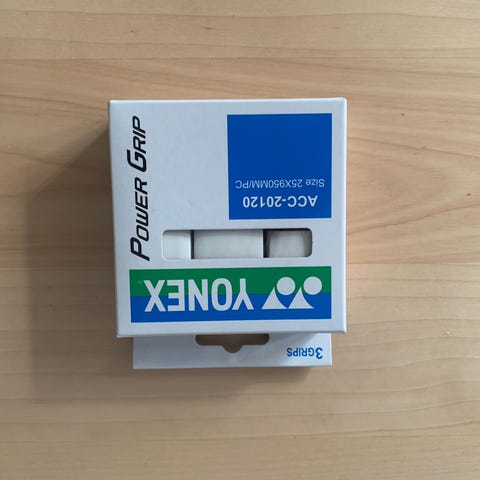 3GRIPS
YONEX
POWER GRIP
ACC-20120
Size 25X950MM/PC